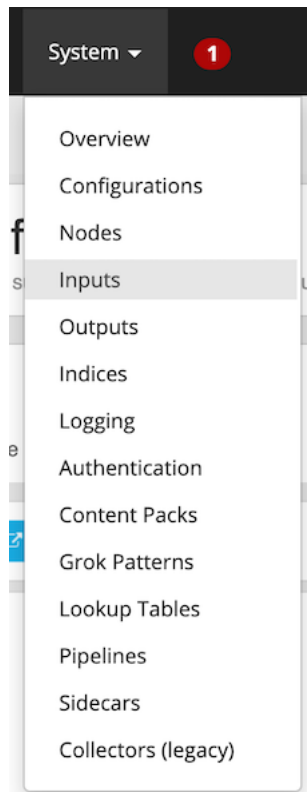 System
1
Overview
Configurations
Nodes
Inputs
Outputs
Indices
Logging
Authentication
Content Packs
Grok Patterns
Lookup Tables
Pipelines
Sidecars
Collectors (legacy)